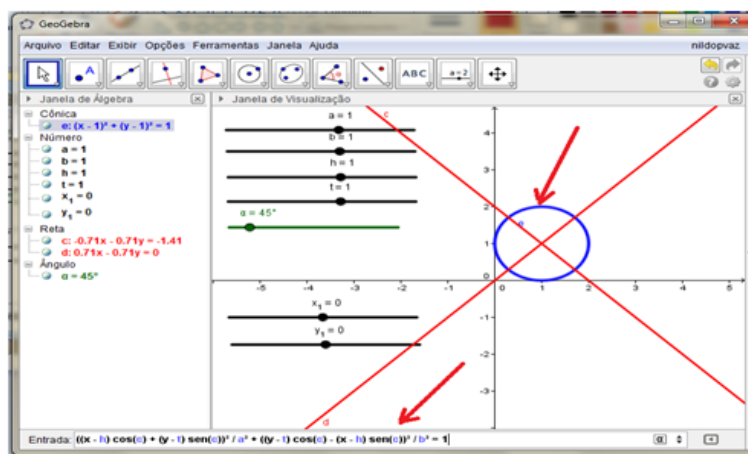 GeoGebra
Arquivo Editar Exibir Opções Ferramentas Janela Ajuda
nildopvaz
A
ABC
a=2
Janela de Álgebra
Janela de Visualização
Cônica
e: (x - 1)² + (y - 1)² = 1
Número
a = 1
b = 1
h = 1
t = 1
x₁ = 0
y₁ = 0
Reta
c: -0.71x - 0.71y = -1.41
d: 0.71x - 0.71y = 0
Ângulo
α = 45°
a = 1
b = 1
h = 1
t = 1
α = 45°
x₁ = 0
y₁ = 0
c
e
d
4
3
2
1
0
-1
-2
-3
-5
-4
-3
-2
-1
0
1
2
3
4
5
Entrada: ((x - h) cos(c) + (y - t) sen(c))² / a² + ((y - t) cos(c) - (x - h) sen(c))² / b² = 1
α